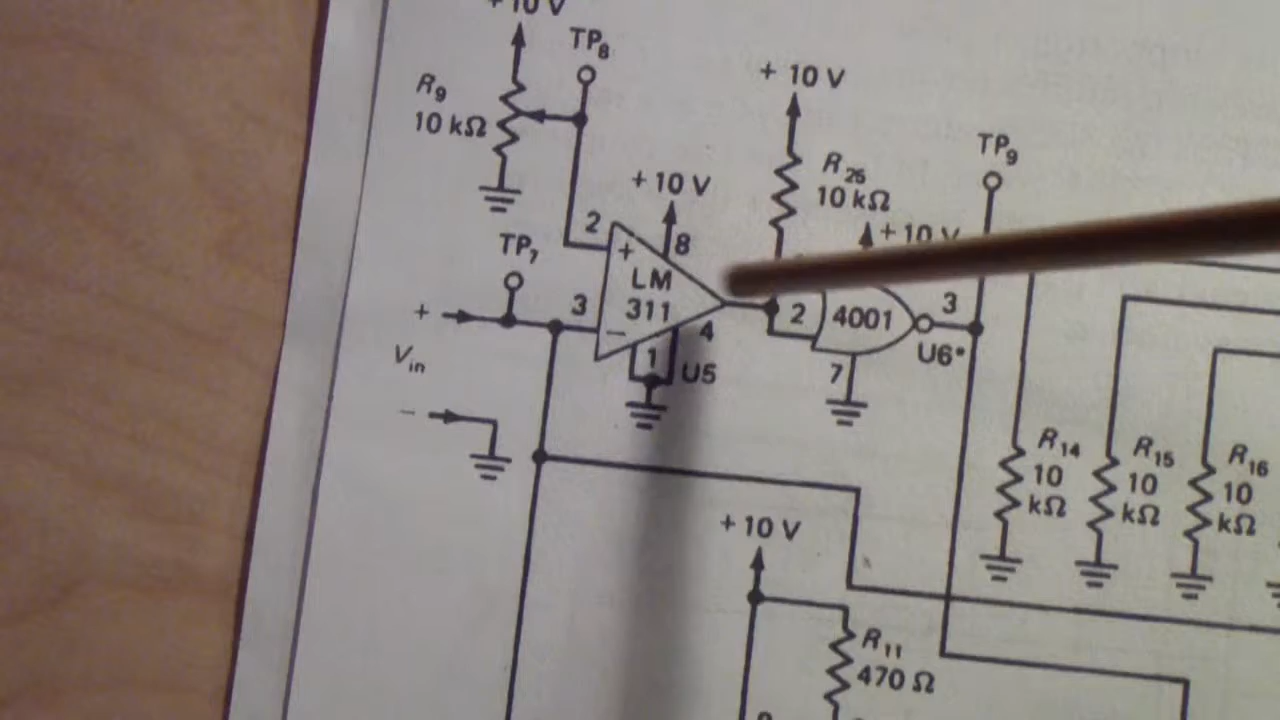 +10 V
TP8
R9
10 kΩ
+ 10 V
TP9
R25
10 kΩ
+ 10 V
+ 10 V
2
8
+
TP7
LM
311
3
−
4
1
U5
+
Vin
−
2
4001
3
U6*
7
R14
10
kΩ
R15
10
kΩ
R16
10
kΩ
+ 10 V
R11
470 Ω